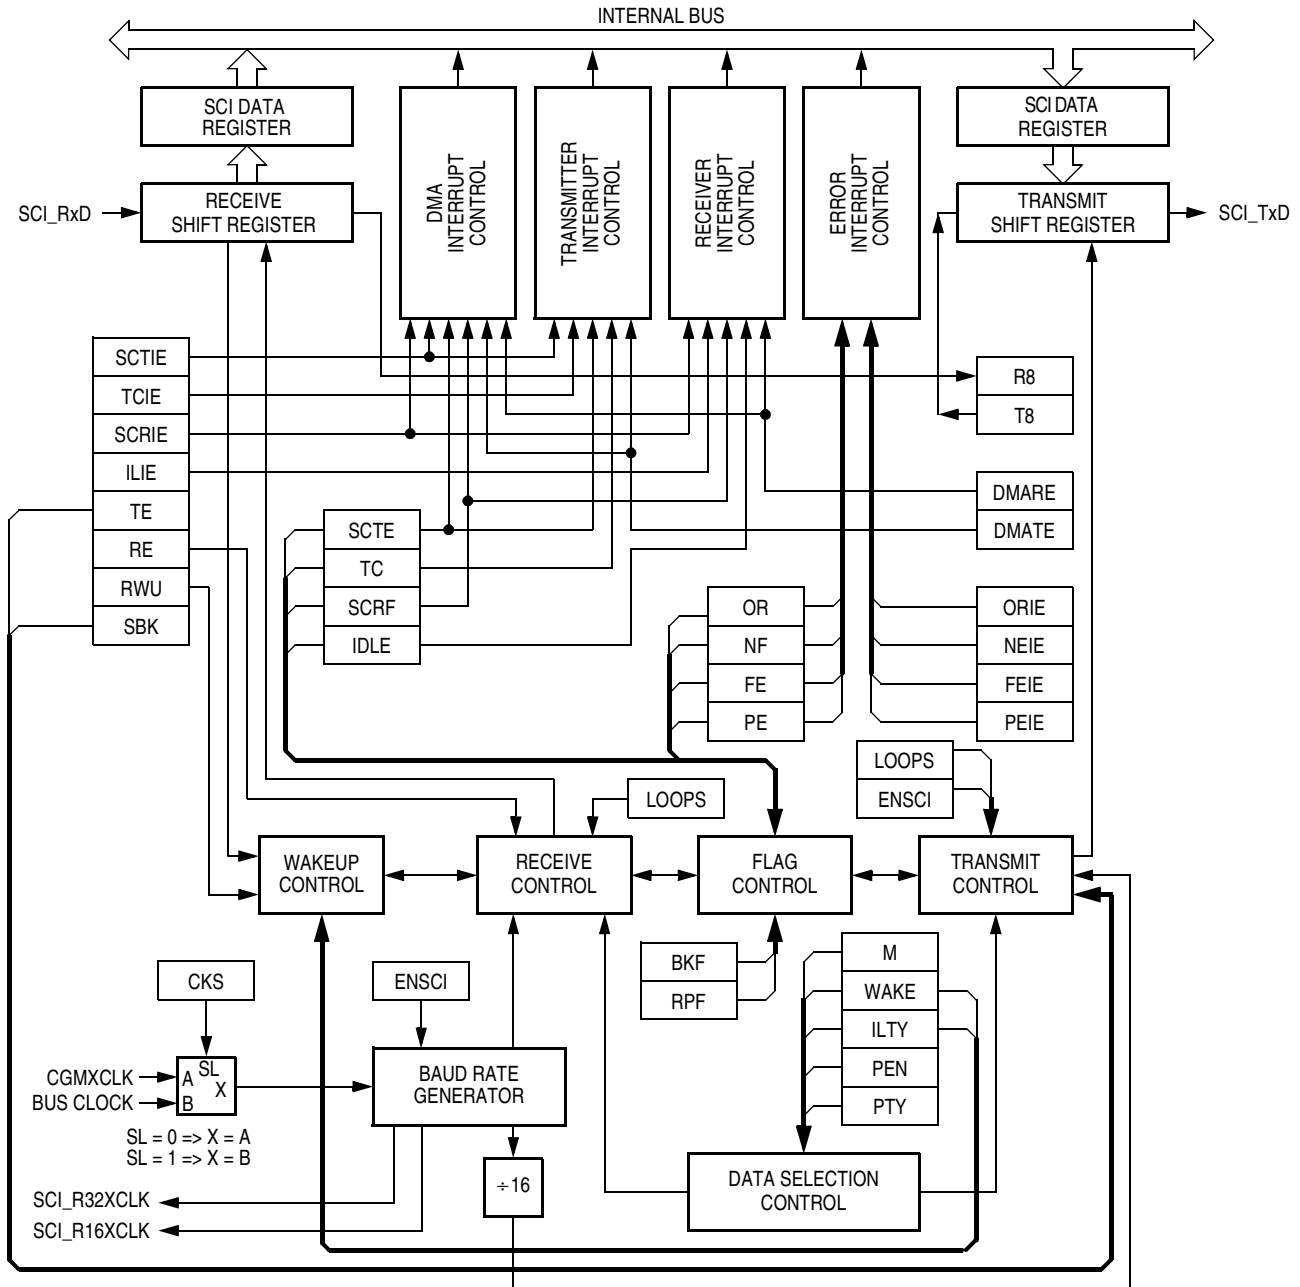 INTERNAL BUS
SCI DATA
REGISTER
DMA
INTERRUPT
CONTROL
TRANSMITTER
INTERRUPT
CONTROL
RECEIVER
INTERRUPT
CONTROL
ERROR
INTERRUPT
CONTROL
SCI DATA
REGISTER
SCI_RxD
RECEIVE
SHIFT REGISTER
TRANSMIT
SHIFT REGISTER
SCI_TxD
SCTIE
TCIE
SCRIE
ILIE
TE
RE
RWU
SBK
R8
T8
DMARE
DMATE
SCTE
TC
SCRF
IDLE
OR
NF
FE
PE
ORIE
NEIE
FEIE
PEIE
LOOPS
LOOPS
ENSCI
WAKEUP
CONTROL
RECEIVE
CONTROL
FLAG
CONTROL
TRANSMIT
CONTROL
BKF
RPF
M
WAKE
ILTY
PEN
PTY
CKS
ENSCI
CGMXCLK
BUS CLOCK
A
SL
X
B
SL = 0 => X = A
SL = 1 => X = B
BAUD RATE
GENERATOR
÷16
DATA SELECTION
CONTROL
SCI_R32XCLK
SCI_R16XCLK